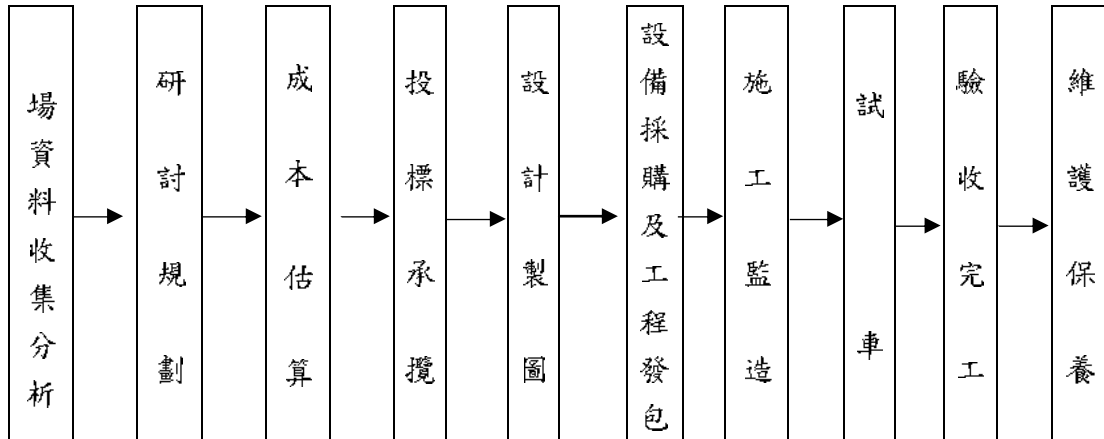 場資料收集分析
研討規劃
成本估算
投標承攬
設計製圖
設備採購及工程發包
施工監造
試車
驗收完工
維護保養